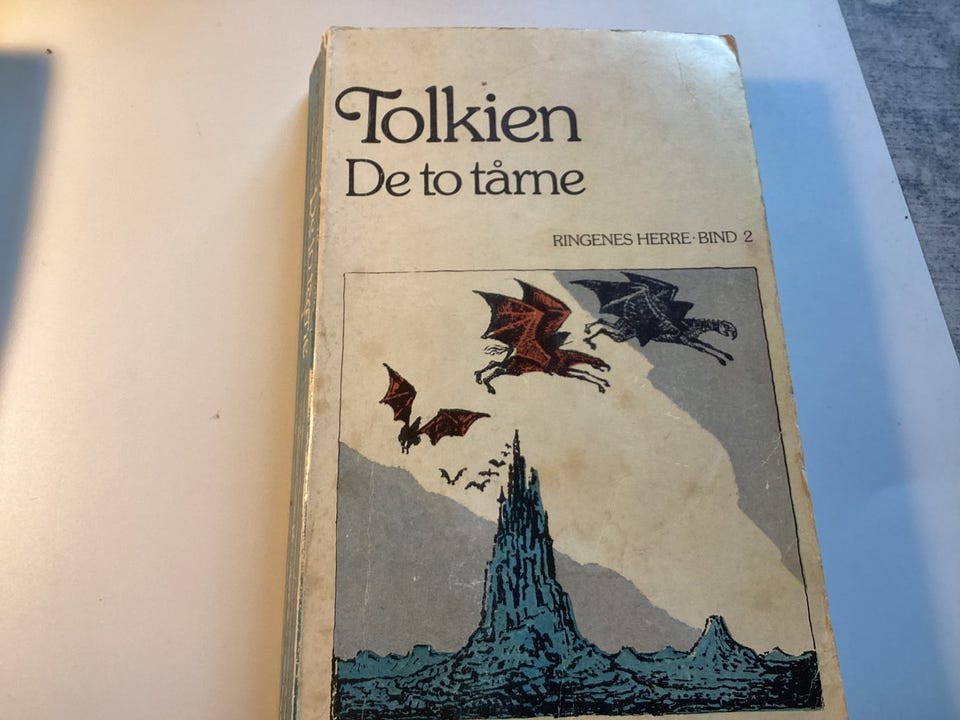 Tolkien
De to tårne
RINGENES HERRE·BIND 2